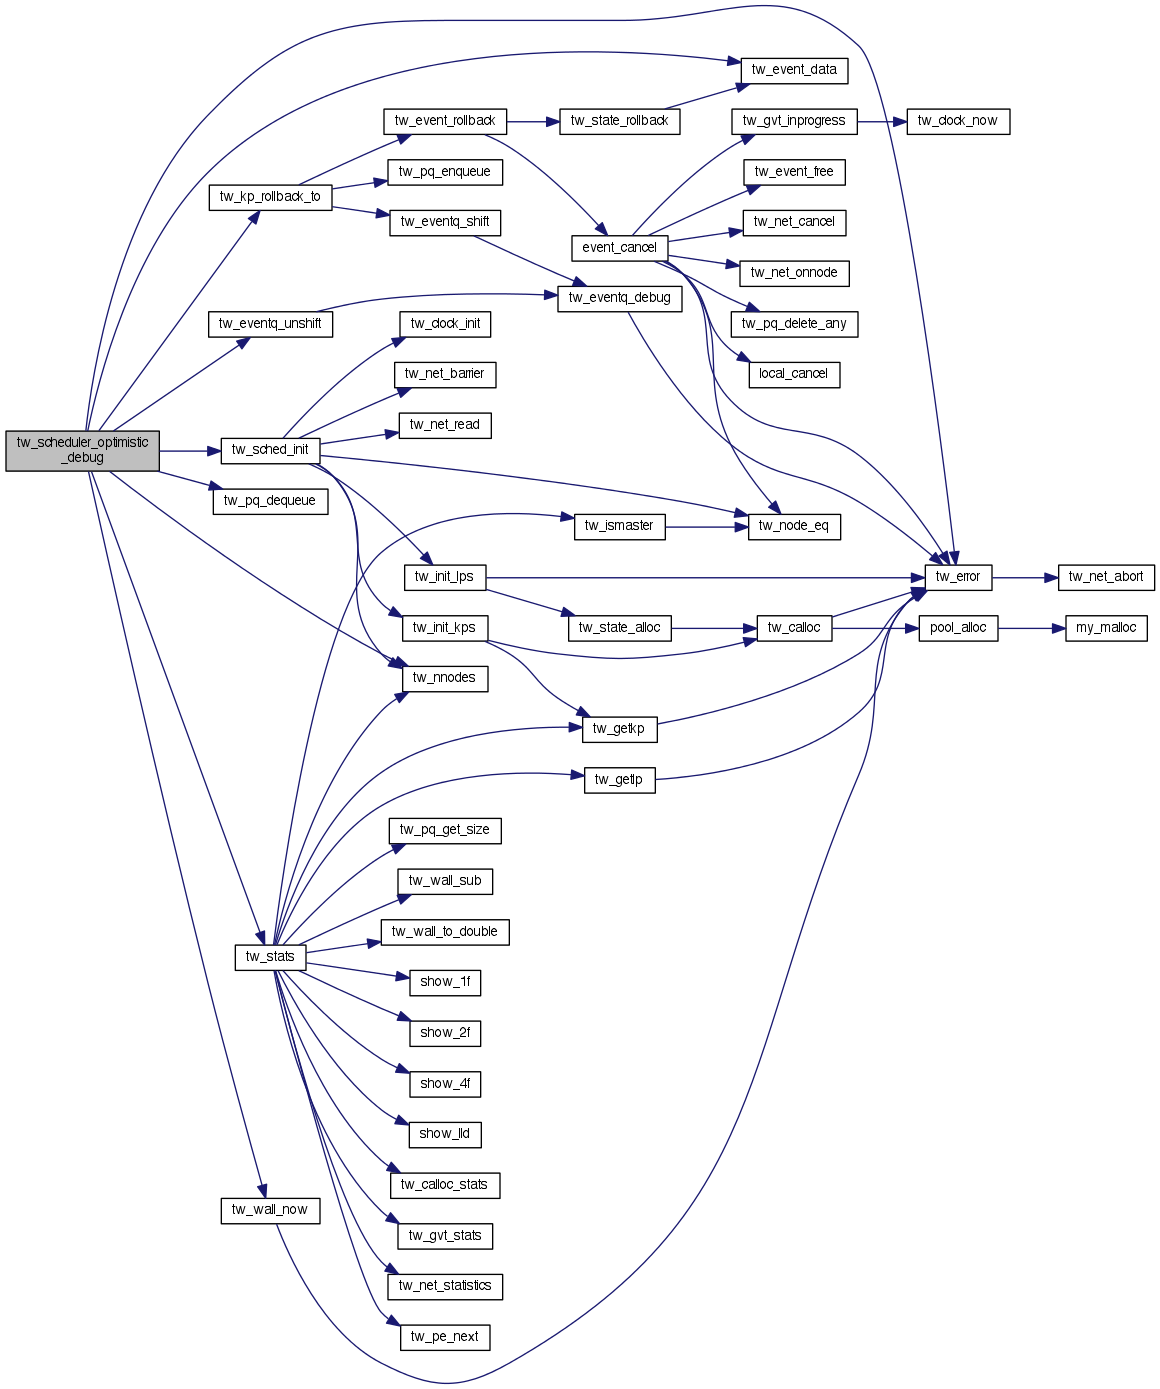 tw_event_data
tw_event_rollback
tw_state_rollback
tw_gvt_inprogress
tw_clock_now
tw_pq_enqueue
tw_event_free
tw_kp_rollback_to
tw_eventq_shift
tw_net_cancel
event_cancel
tw_net_onnode
tw_eventq_debug
tw_eventq_unshift
tw_clock_init
tw_pq_delete_any
tw_net_barrier
local_cancel
tw_net_read
tw_scheduler_optimistic
_debug
tw_sched_init
tw_pq_dequeue
tw_ismaster
tw_node_eq
tw_init_lps
tw_error
tw_net_abort
tw_init_kps
tw_state_alloc
tw_calloc
pool_alloc
my_malloc
tw_nnodes
tw_getkp
tw_getlp
tw_pq_get_size
tw_wall_sub
tw_wall_to_double
tw_stats
show_1f
show_2f
show_4f
show_lld
tw_calloc_stats
tw_wall_now
tw_gvt_stats
tw_net_statistics
tw_pe_next